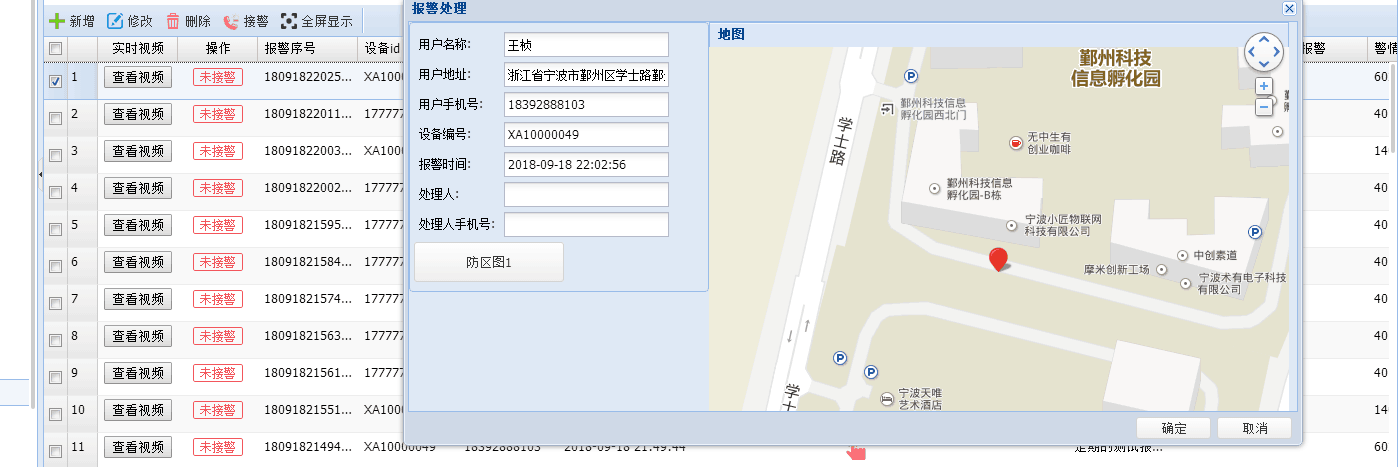 新增 修改 删除 接警 全屏显示
实时视频 操作 报警序号 设备id
1 查看视频 未接警 18091822025... XA1000
2 查看视频 未接警 18091822011... 17777
3 查看视频 未接警 18091822003... XA1000
4 查看视频 未接警 18091822002... 17777
5 查看视频 未接警 18091821595... 17777
6 查看视频 未接警 18091821584... 17777
7 查看视频 未接警 18091821574... 17777
8 查看视频 未接警 18091821563... 17777
9 查看视频 未接警 18091821561... 17777
10 查看视频 未接警 18091821551... XA1000
11 查看视频 未接警 18091821494... XA10000049 18392888103 2018-09-18 21:49:44 定期的测试报...
报警处理
用户名称: 王桢
用户地址: 浙江省宁波市鄞州区学士路鄞
用户手机号: 18392888103
设备编号: XA10000049
报警时间: 2018-09-18 22:02:56
处理人:
处理人手机号:
防区图1
地图
鄞州科技
信息孵化园
P
鄞州科技信息
孵化园西北门
学士路
无中生有
创业咖啡
鄞州科技信息
孵化园-B栋
宁波小匠物联网
科技有限公司
P
中创素道
摩米创新工场
宁波术有电子科技
有限公司
P
P
宁波天唯
艺术酒店
学士
确定 取消
报警 警情
60
40
14
40
40
40
40
40
40
14
60